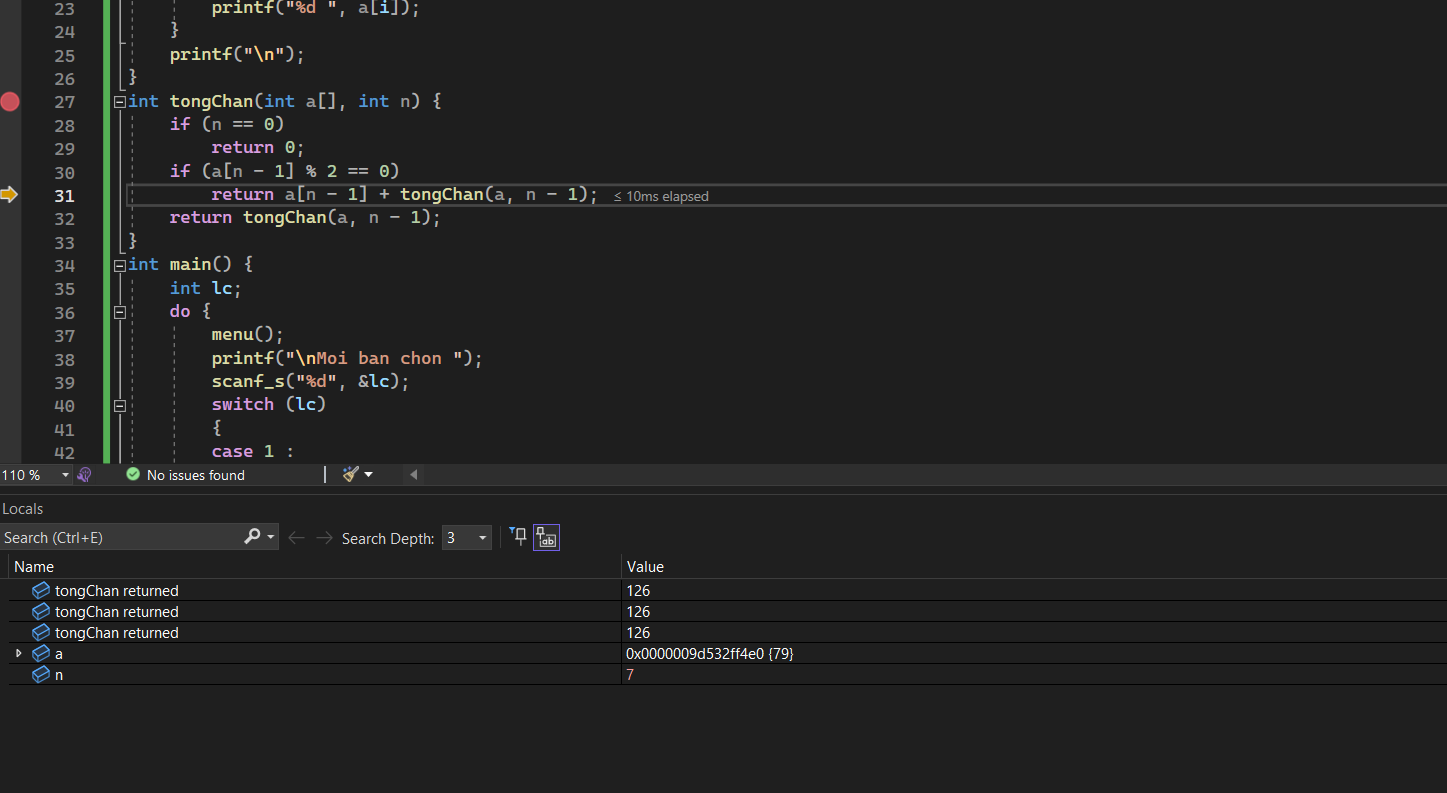 23 printf("%d ", a[i]);
24 }
25 printf("\n");
26 }
27 int tongChan(int a[], int n) {
28 if (n == 0)
29 return 0;
30 if (a[n - 1] % 2 == 0)
31 return a[n - 1] + tongChan(a, n - 1); ≤ 10ms elapsed
32 return tongChan(a, n - 1);
33 }
34 int main() {
35 int lc;
36 do {
37 menu();
38 printf("\nMoi ban chon ");
39 scanf_s("%d", &lc);
40 switch (lc)
41 {
42 case 1 :
110 % No issues found
Locals
Search (Ctrl+E) Search Depth: 3
Name Value
tongChan returned 126
tongChan returned 126
tongChan returned 126
a 0x0000009d532ff4e0 {79}
n 7